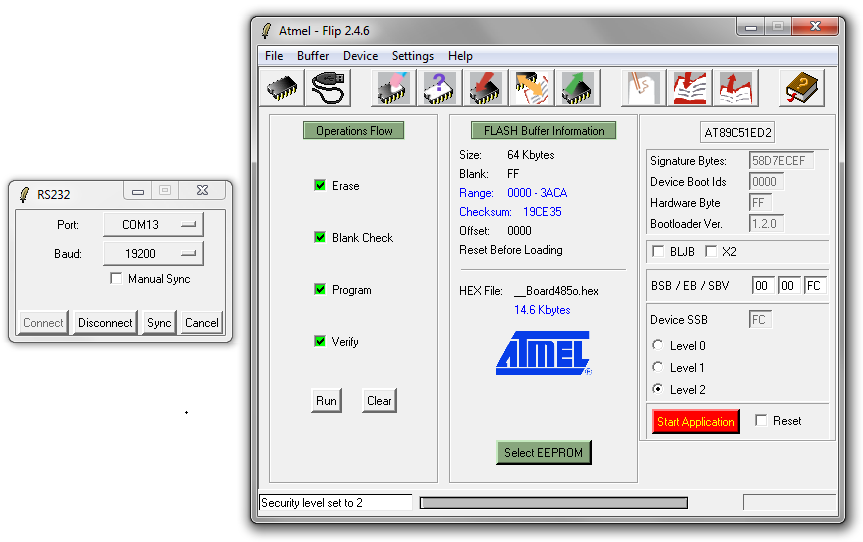 RS232
Port: COM13
Baud: 19200
Manual Sync
Connect Disconnect Sync Cancel
Atmel - Flip 2.4.6
File Buffer Device Settings Help
Operations Flow
Erase
Blank Check
Program
Verify
Run Clear
FLASH Buffer Information
Size: 64 Kbytes
Blank: FF
Range: 0000 - 3ACA
Checksum: 19CE35
Offset: 0000
Reset Before Loading
HEX File: __Board485o.hex
14.6 Kbytes
ATMEL ®
Select EEPROM
AT89C51ED2
Signature Bytes: 58D7ECEF
Device Boot Ids 0000
Hardware Byte FF
Bootloader Ver. 1.2.0
BLJB X2
BSB / EB / SBV 00 00 FC
Device SSB FC
Level 0
Level 1
Level 2
Start Application Reset
Security level set to 2